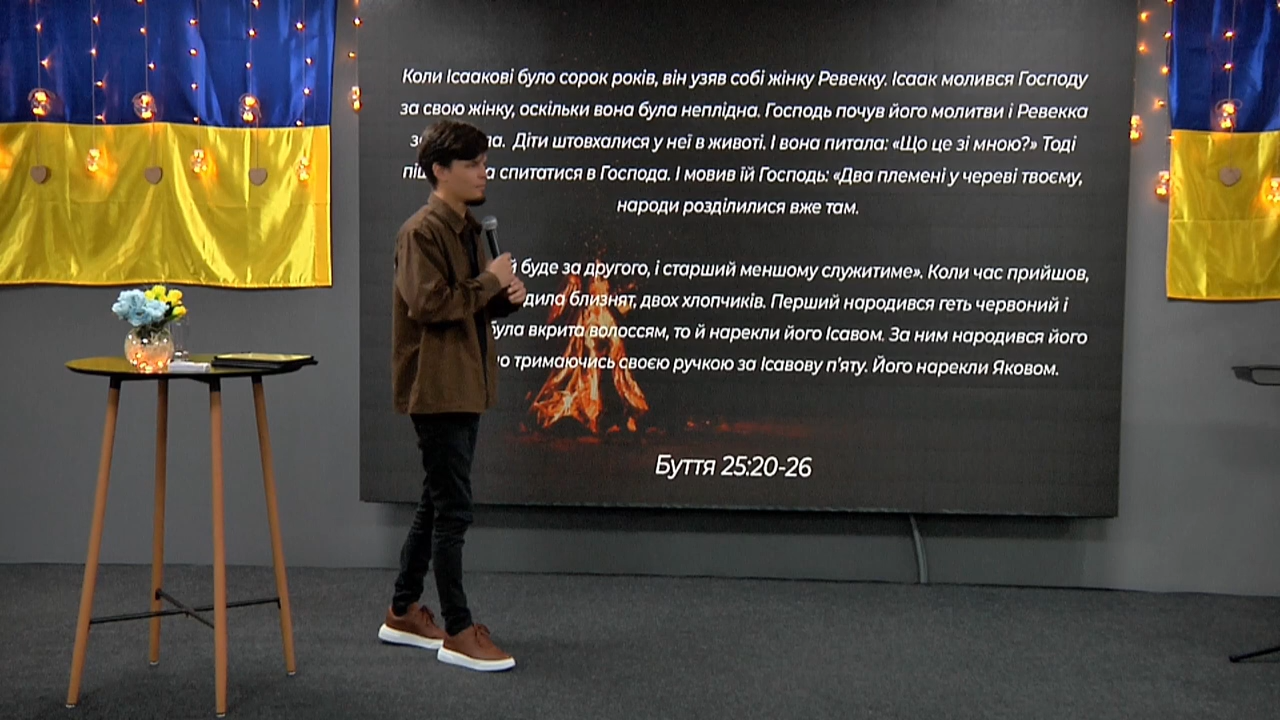 Коли Ісаакові було сорок років, він узяв собі жінку Ревекку. Ісаак молився Господу
за свою жінку, оскільки вона була неплідна. Господь почув його молитви і Ревекка
Діти штовхалися у неї в животі. І вона питала: «Що це зі мною?» Тоді
спитатися в Господа. І мовив їй Господь: «Два племені у череві твоєму,
народи розділилися вже там.
буде за другого, і старший меншому служитиме». Коли час прийшов,
близнят, двох хлопчиків. Перший народився геть червоний і
була вкрита волоссям, то й нарекли його Ісавом. За ним народився його
тримаючись своєю ручкою за Ісавову п'яту. Його нарекли Яковом.
Буття 25:20-26